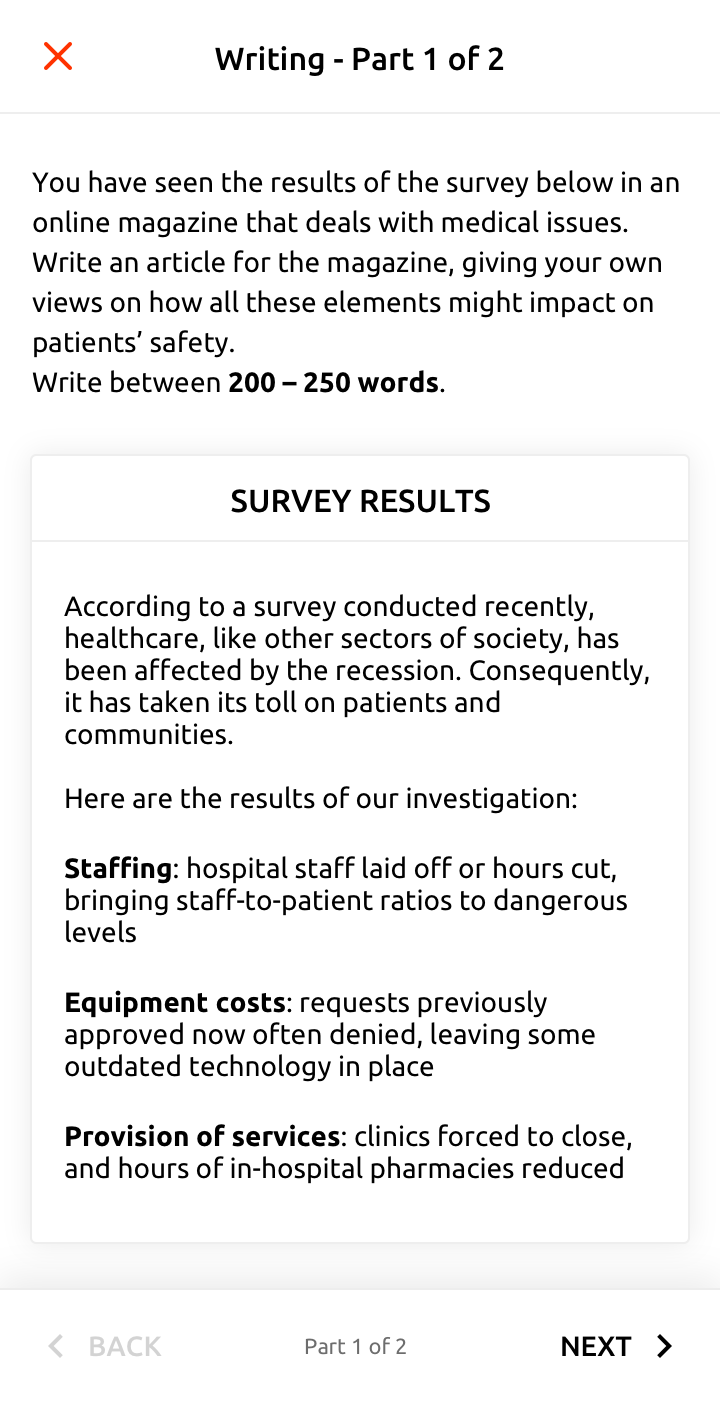 Writing - Part 1 of 2
You have seen the results of the survey below in an
online magazine that deals with medical issues.
Write an article for the magazine, giving your own
views on how all these elements might impact on
patients’ safety.
Write between 200 – 250 words.
SURVEY RESULTS
According to a survey conducted recently,
healthcare, like other sectors of society, has
been affected by the recession. Consequently,
it has taken its toll on patients and
communities.
Here are the results of our investigation:
Staffing: hospital staff laid off or hours cut,
bringing staff-to-patient ratios to dangerous
levels
Equipment costs: requests previously
approved now often denied, leaving some
outdated technology in place
Provision of services: clinics forced to close,
and hours of in-hospital pharmacies reduced
BACK
Part 1 of 2
NEXT